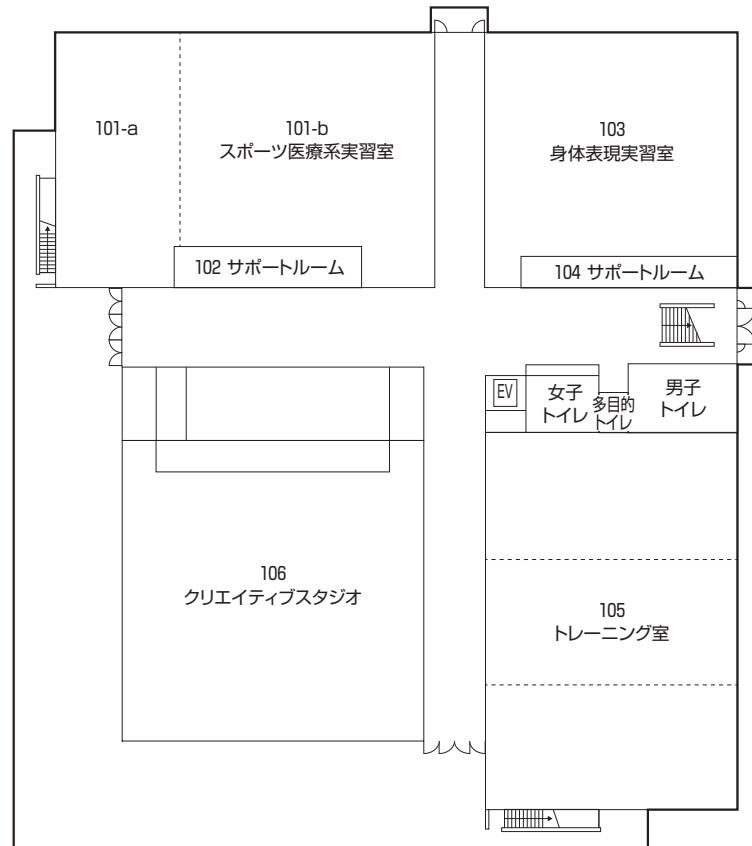 101-a
101-b
スポーツ医療系実習室
103
身体表現実習室
102 サポートルーム
104 サポートルーム
EV
女子
トイレ
多目的
トイレ
男子
トイレ
106
クリエイティブスタジオ
105
トレーニング室